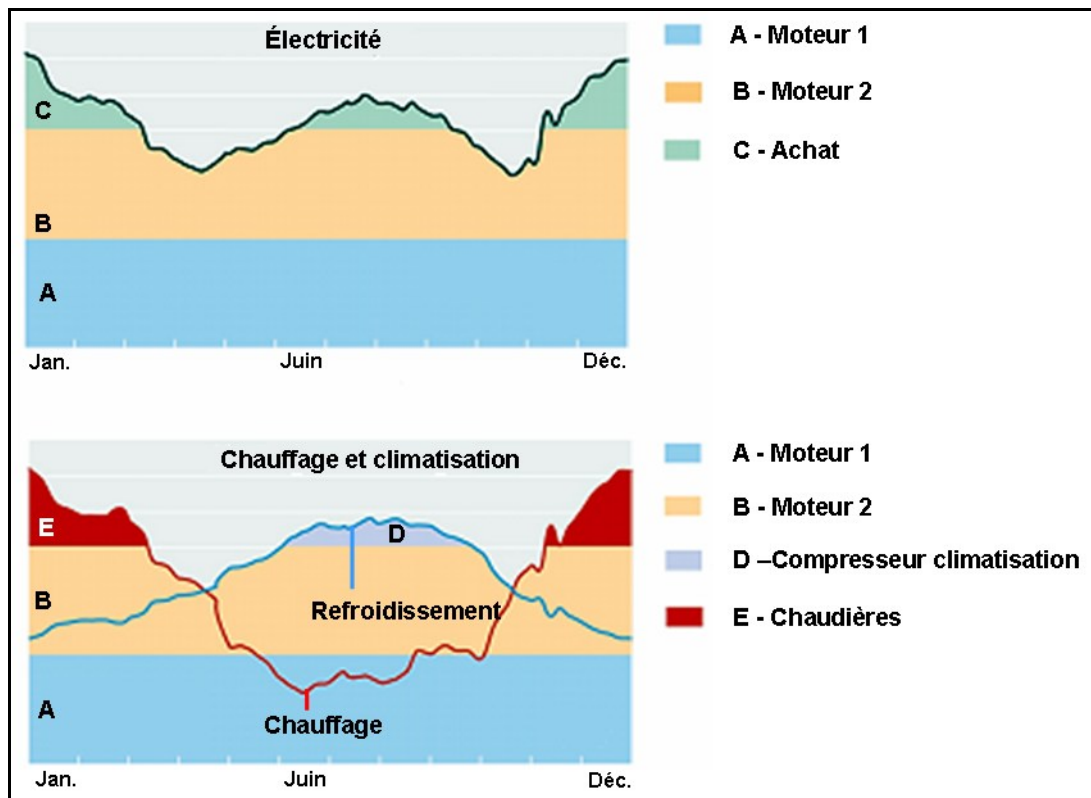 Électricité
A - Moteur 1
B - Moteur 2
C - Achat
C
B
A
Jan.
Juin
Déc.
Chauffage et climatisation
A - Moteur 1
B - Moteur 2
D –Compresseur climatisation
E - Chaudières
E
D
B
Refroidissement
A
Chauffage
Jan.
Juin
Déc.